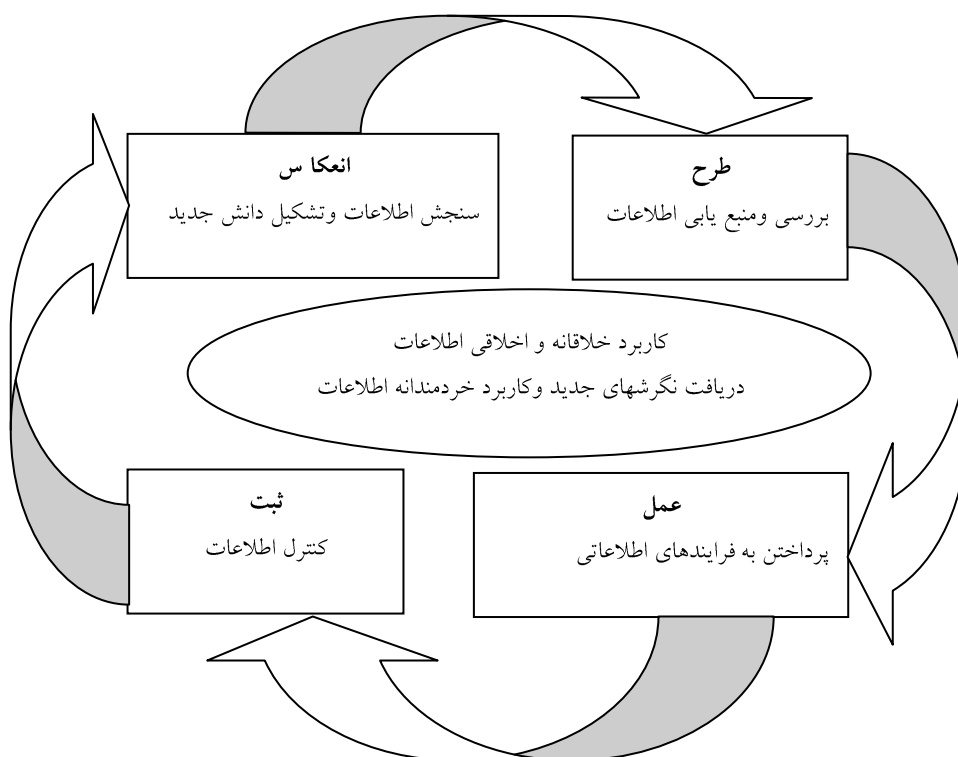 طرح
بررسی ومنبع یابی اطلاعات
انعکا س
سنجش اطلاعات وتشکیل دانش جدید
کاربرد خلاقانه و اخلاقی اطلاعات
دریافت نگرشهای جدید وکاربرد خردمندانه اطلاعات
عمل
پرداختن به فرایندهای اطلاعاتی
ثبت
کنترل اطلاعات